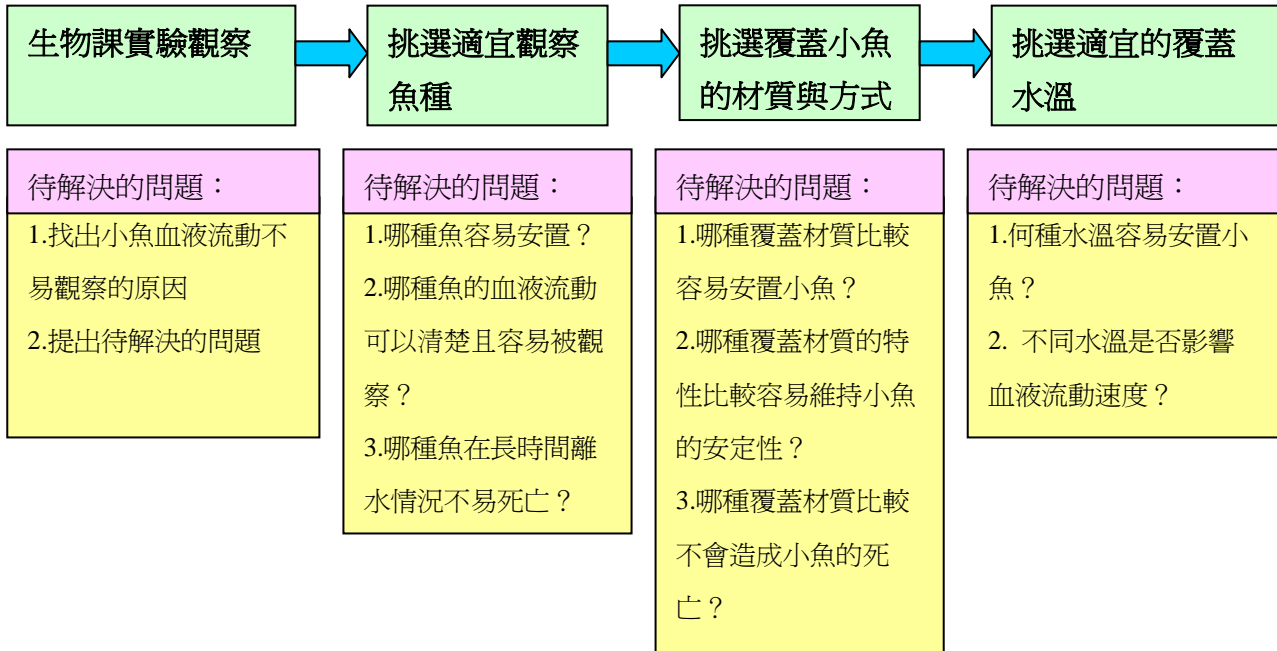 生物課實驗觀察
挑選適宜觀察
魚種
挑選覆蓋小魚
的材質與方式
挑選適宜的覆蓋
水溫
待解決的問題：
1.找出小魚血液流動不
易觀察的原因
2.提出待解決的問題
待解決的問題：
1.哪種魚容易安置？
2.哪種魚的血液流動
可以清楚且容易被觀
察？
3.哪種魚在長時間離
水情況不易死亡？
待解決的問題：
1.哪種覆蓋材質比較
容易安置小魚？
2.哪種覆蓋材質的特
性比較容易維持小魚
的安定性？
3.哪種覆蓋材質比較
不會造成小魚的死
亡？
待解決的問題：
1.何種水溫容易安置小
魚？
2. 不同水溫是否影響
血液流動速度？